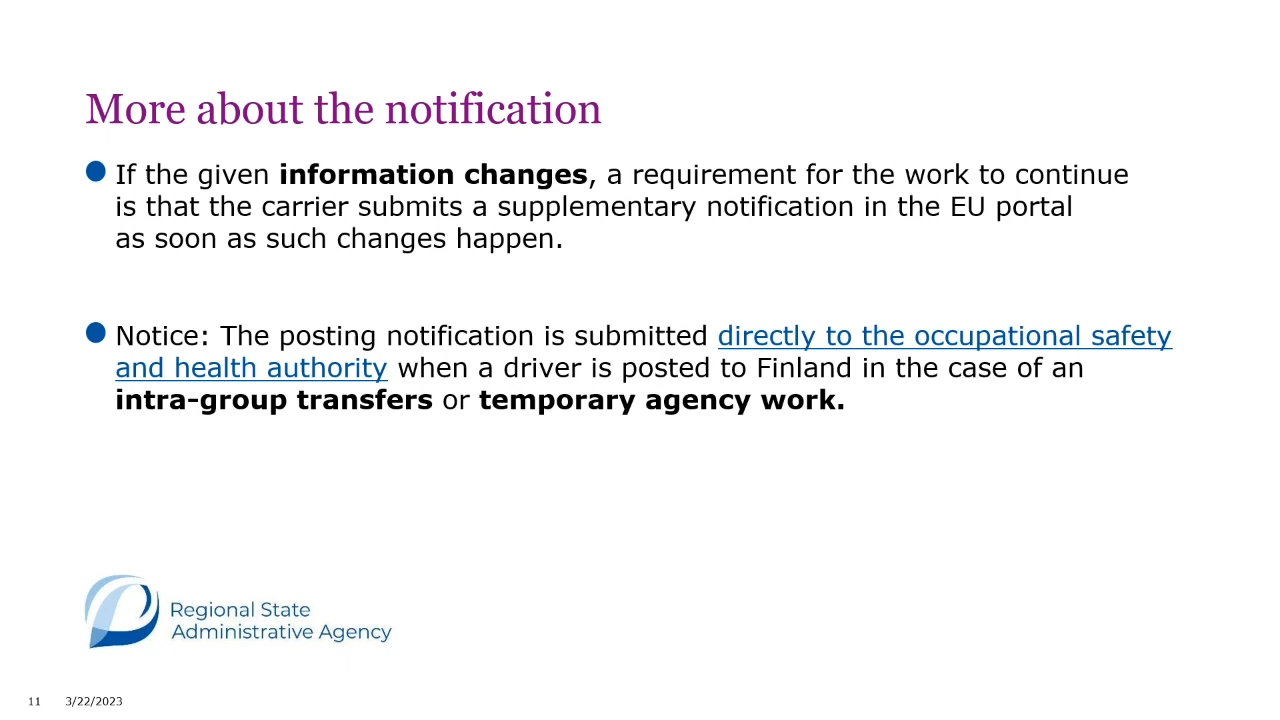 More about the notification
If the given information changes, a requirement for the work to continue
is that the carrier submits a supplementary notification in the EU portal
as soon as such changes happen.
Notice: The posting notification is submitted directly to the occupational safety
and health authority when a driver is posted to Finland in the case of an
intra-group transfers or temporary agency work.
Regional State
Administrative Agency
11 3/22/2023